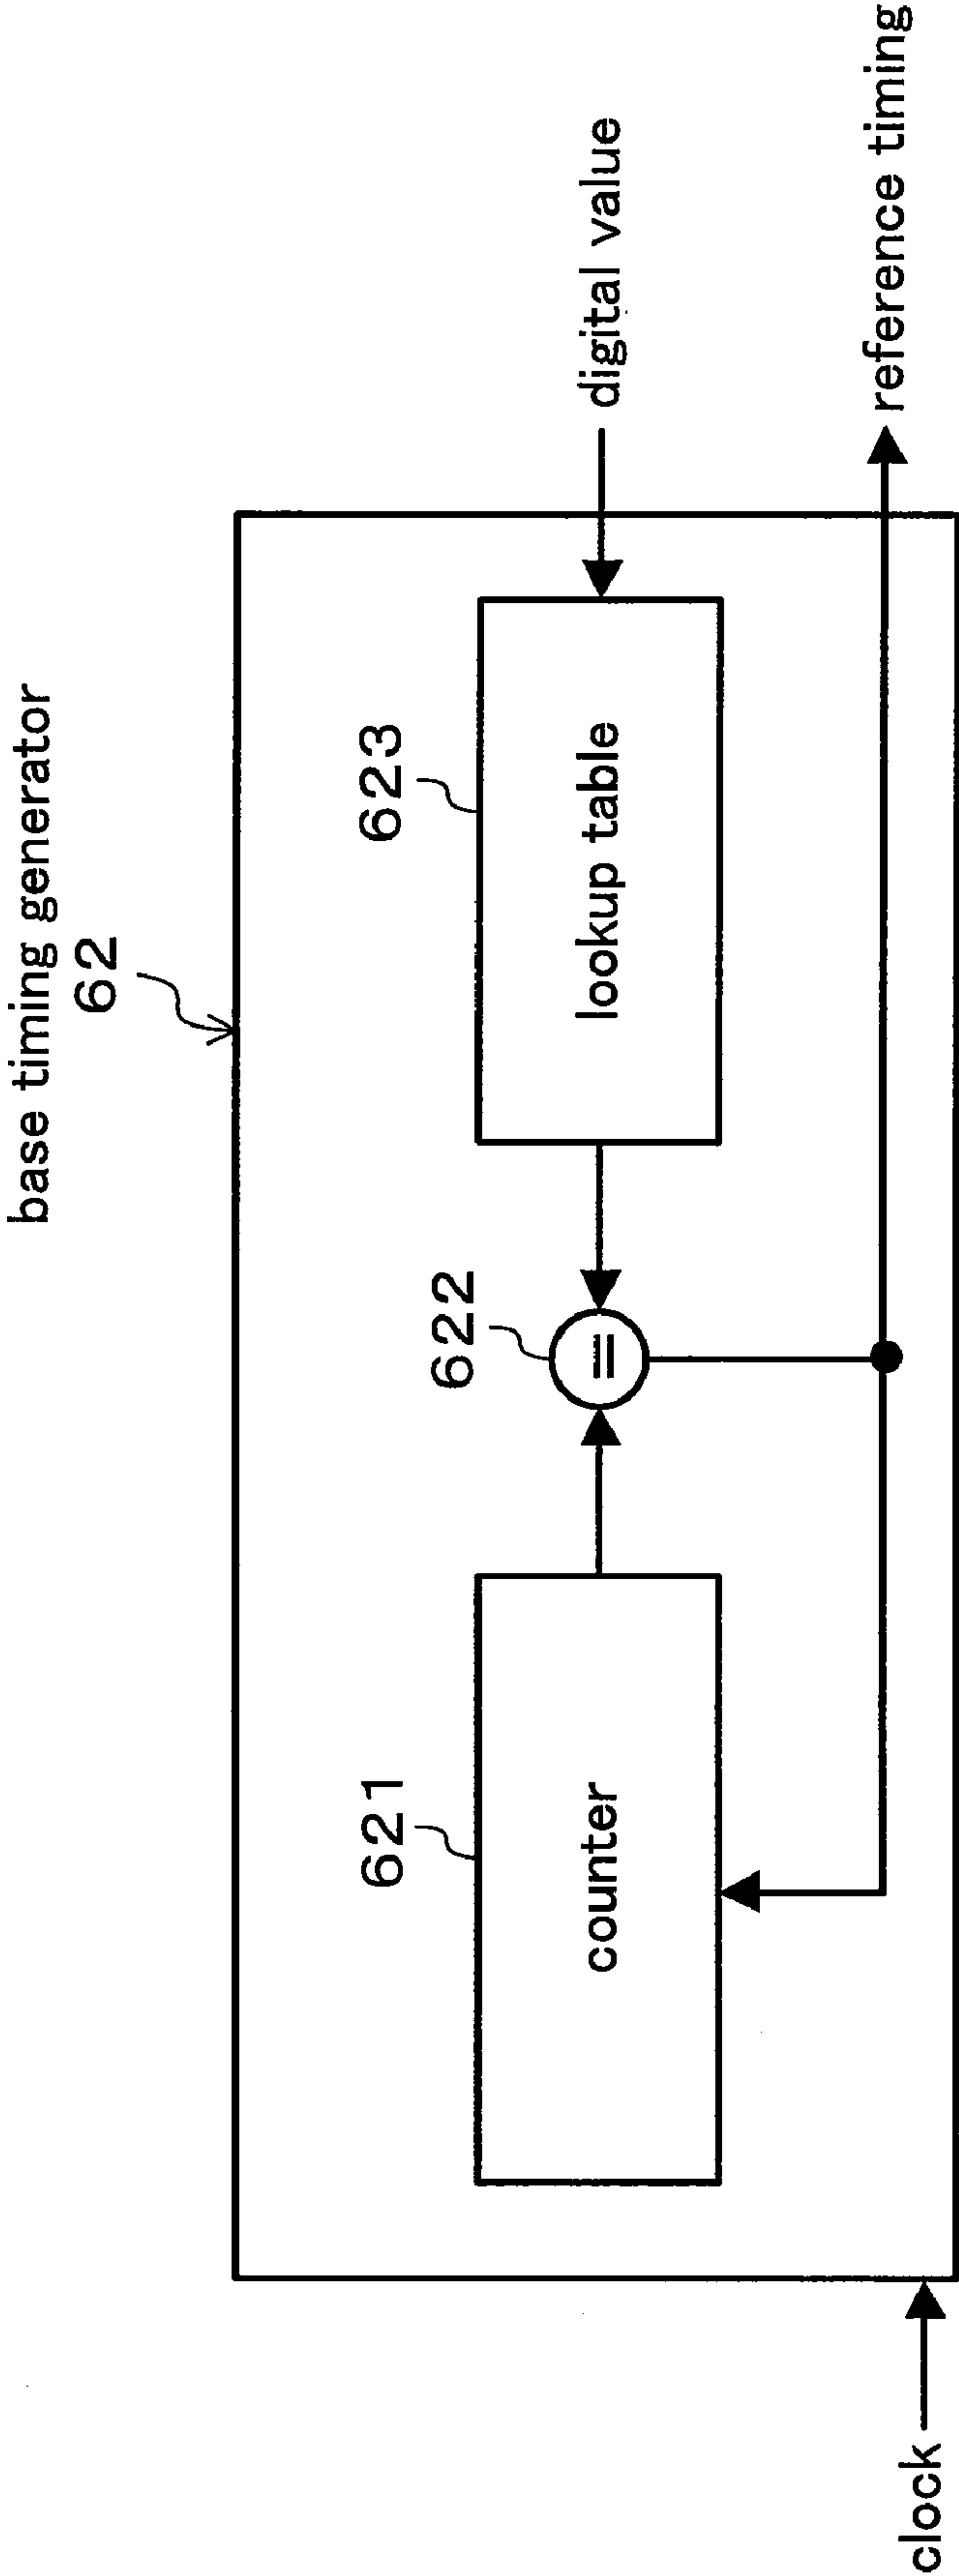 base timing generator
62
621
622
623
counter
=
lookup table
digital value
clock
reference timing